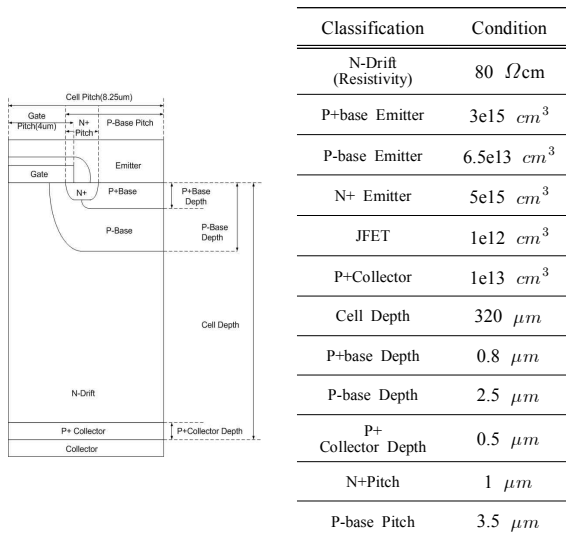 Cell Pitch(8.25um)
Gate
Pitch(4um)
N+
Pitch
P-Base Pitch
Gate
Emitter
N+
P+Base
P+Base
Depth
P-Base
P-Base
Depth
Cell Depth
N-Drift
P+ Collector
P+Collector Depth
Collector
Classification Condition
N-Drift
(Resistivity) 80 Ωcm
P+base Emitter 3e15 cm³
P-base Emitter 6.5e13 cm³
N+ Emitter 5e15 cm³
JFET 1e12 cm³
P+Collector 1e13 cm³
Cell Depth 320 μm
P+base Depth 0.8 μm
P-base Depth 2.5 μm
P+
Collector Depth 0.5 μm
N+Pitch 1 μm
P-base Pitch 3.5 μm